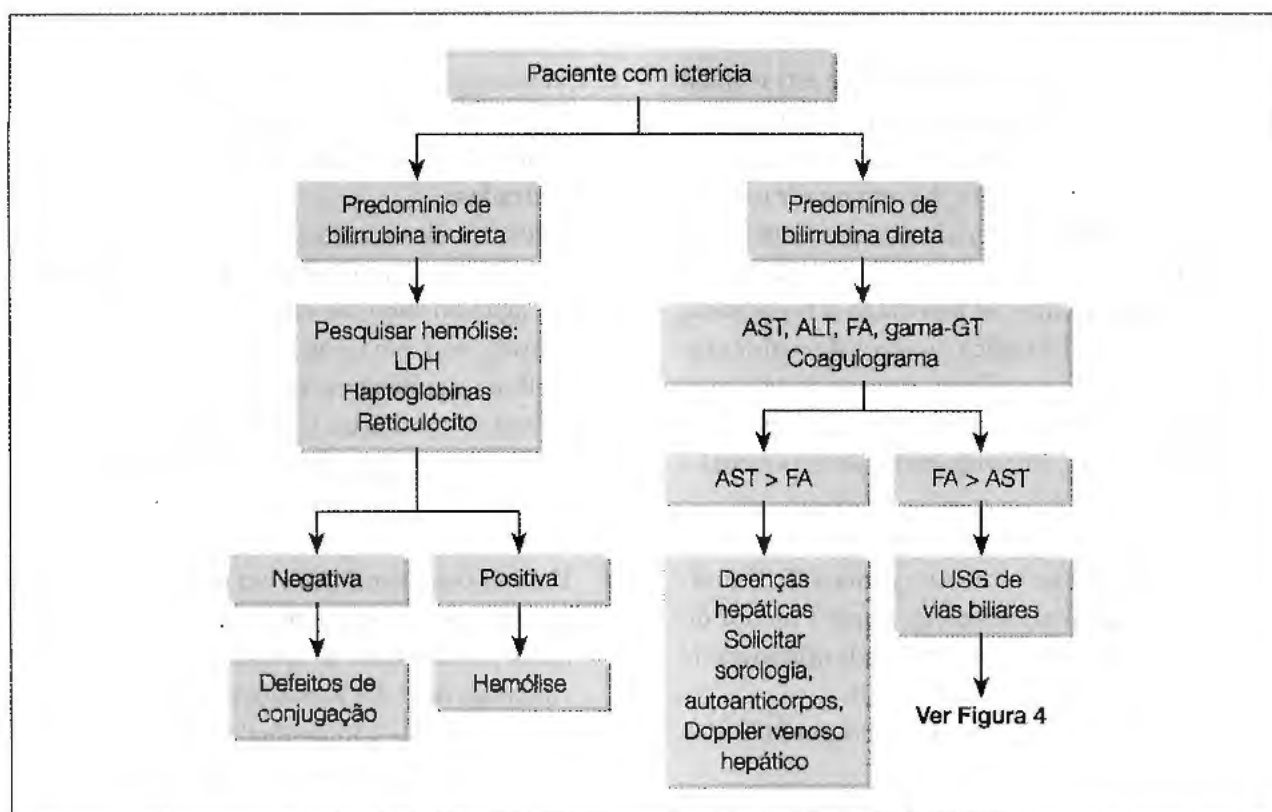 Paciente com icterícia
Predomínio de
bilirrubina indireta
Predomínio de
bilirrubina direta
Pesquisar hemólise:
LDH
Haptoglobinas
Reticulócito
AST, ALT, FA, gama-GT
Coagulograma
AST > FA
FA > AST
Negativa
Positiva
Doenças
hepáticas
Solicitar
sorologia,
autoanticorpos,
Doppler venoso
hepático
USG de
vias biliares
Defeitos de
conjugação
Hemólise
Ver Figura 4